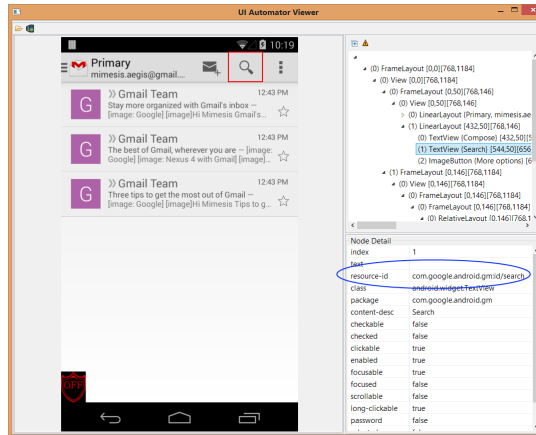 UI Automator Viewer
10:19
Primary
mimesis.aegis@gmail....
G
Gmail Team
12:43 PM
Stay more organized with Gmail's inbox –
[image: Google] [image]Hi Mimesis Gmail's...
G
Gmail Team
12:43 PM
The best of Gmail, wherever you are – [image:
Google] [image: Nexus 4 with Gmail] [image]...
G
Gmail Team
12:43 PM
Three tips to get the most out of Gmail –
[image: Google] [image]Hi Mimesis Tips to g...
OFF
(0) FrameLayout [0,0][768,1184]
(0) View [0,0][768,1184]
(0) FrameLayout [0,50][768,146]
(0) View [0,50][768,146]
(0) LinearLayout (Primary, mimesis.ae
(1) LinearLayout [432,50][768,146]
(0) TextView {Compose} [432,50][5
(1) TextView {Search} [544,50][656
(2) ImageButton {More options} [6
(1) FrameLayout [0,146][768,1184]
(0) View [0,146][768,1184]
(0) FrameLayout [0,146][768,1184]
(0) FrameLayout [0,146][768,1184]
(0) RelativeLayout [0,146][768,1
Node Detail
index 1
text
resource-id com.google.android.gm:id/search
class android.widget.TextView
package com.google.android.gm
content-desc Search
checkable false
checked false
clickable true
enabled true
focusable true
focused false
scrollable false
long-clickable true
password false